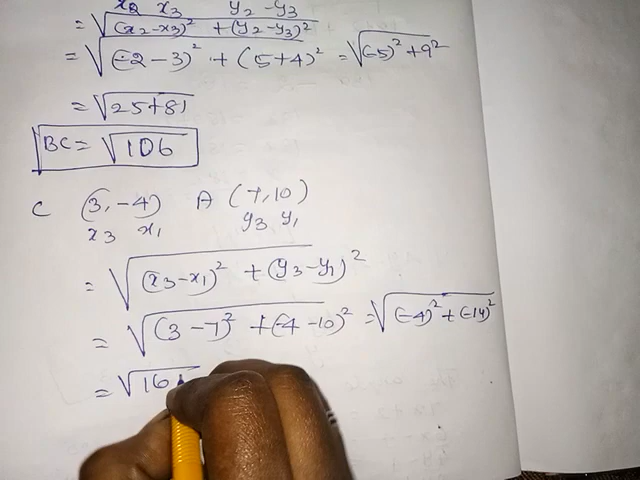 x2 x3 y2 - y3
= √(x2-x3)² + (y2-y3)²
= √(-2-3)² + (5+4)² = √(-5)² + 9²
= √25+81
BC = √106
C (3, -4) A (7,10)
x3 x1 y3 y1
= √(x3-x1)² + (y3-y1)²
= √(3-7)² + (-4-10)² = √(-4)² + (-14)²
= √16